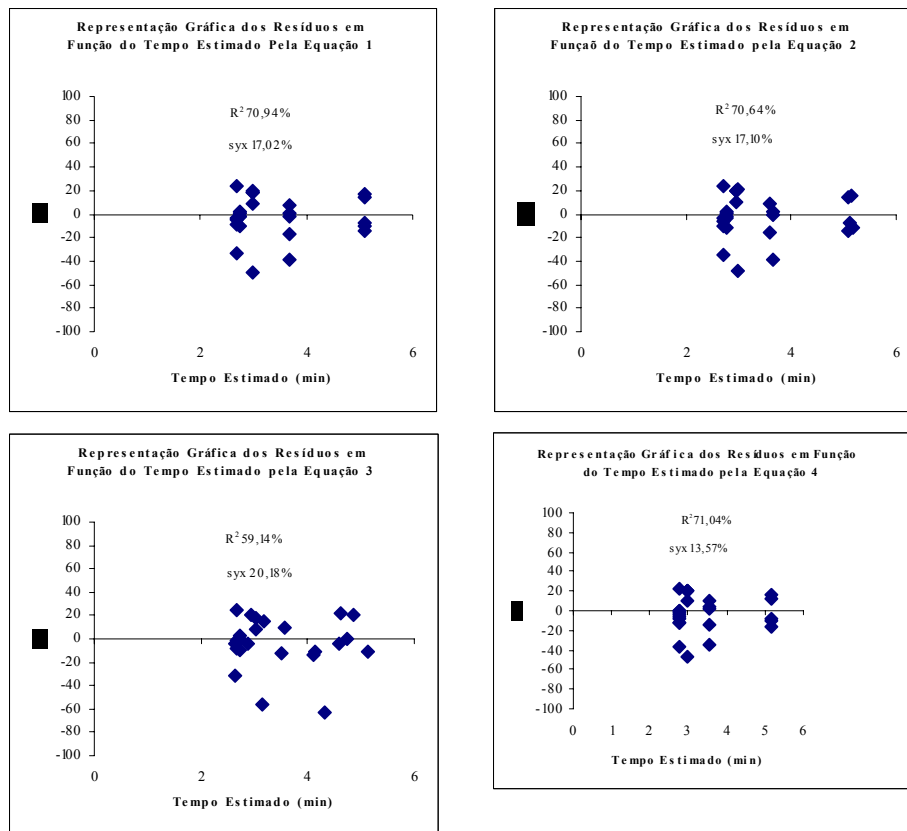 Representação Gráfica dos Resíduos em
Função do Tempo Estimado Pela Equação 1
R² 70,94%
syx 17,02%
100
80
60
40
20
0
-20
-40
-60
-80
-100
0 2 4 6
Tempo Estimado (min)
Representação Gráfica dos Resíduos em
Funçaõ do Tempo Estimado pela Equação 2
R² 70,64%
syx 17,10%
100
80
60
40
20
0
-20
-40
-60
-80
-100
0 2 4 6
Tempo Estimado (min)
Representação Gráfica dos Resíduos em
Função do Tempo Estimado pela Equação 3
R² 59,14%
syx 20,18%
100
80
60
40
20
0
-20
-40
-60
-80
-100
0 2 4 6
Tempo Estimado (min)
Representação Gráfica dos Resíduos em Função
do Tempo Estimado pela Equação 4
R² 71,04%
syx 13,57%
100
80
60
40
20
0
-20
-40
-60
-80
-100
0 1 2 3 4 5 6
Tempo Estimado (min)